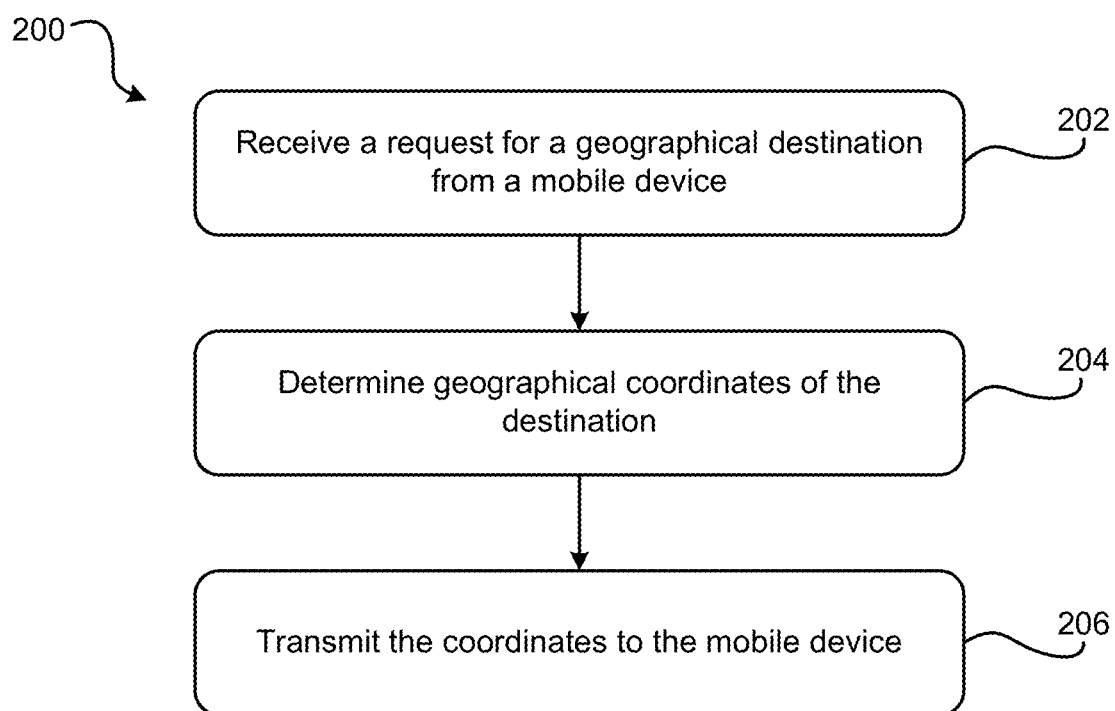 200
Receive a request for a geographical destination
from a mobile device
202
Determine geographical coordinates of the
destination
204
Transmit the coordinates to the mobile device
206